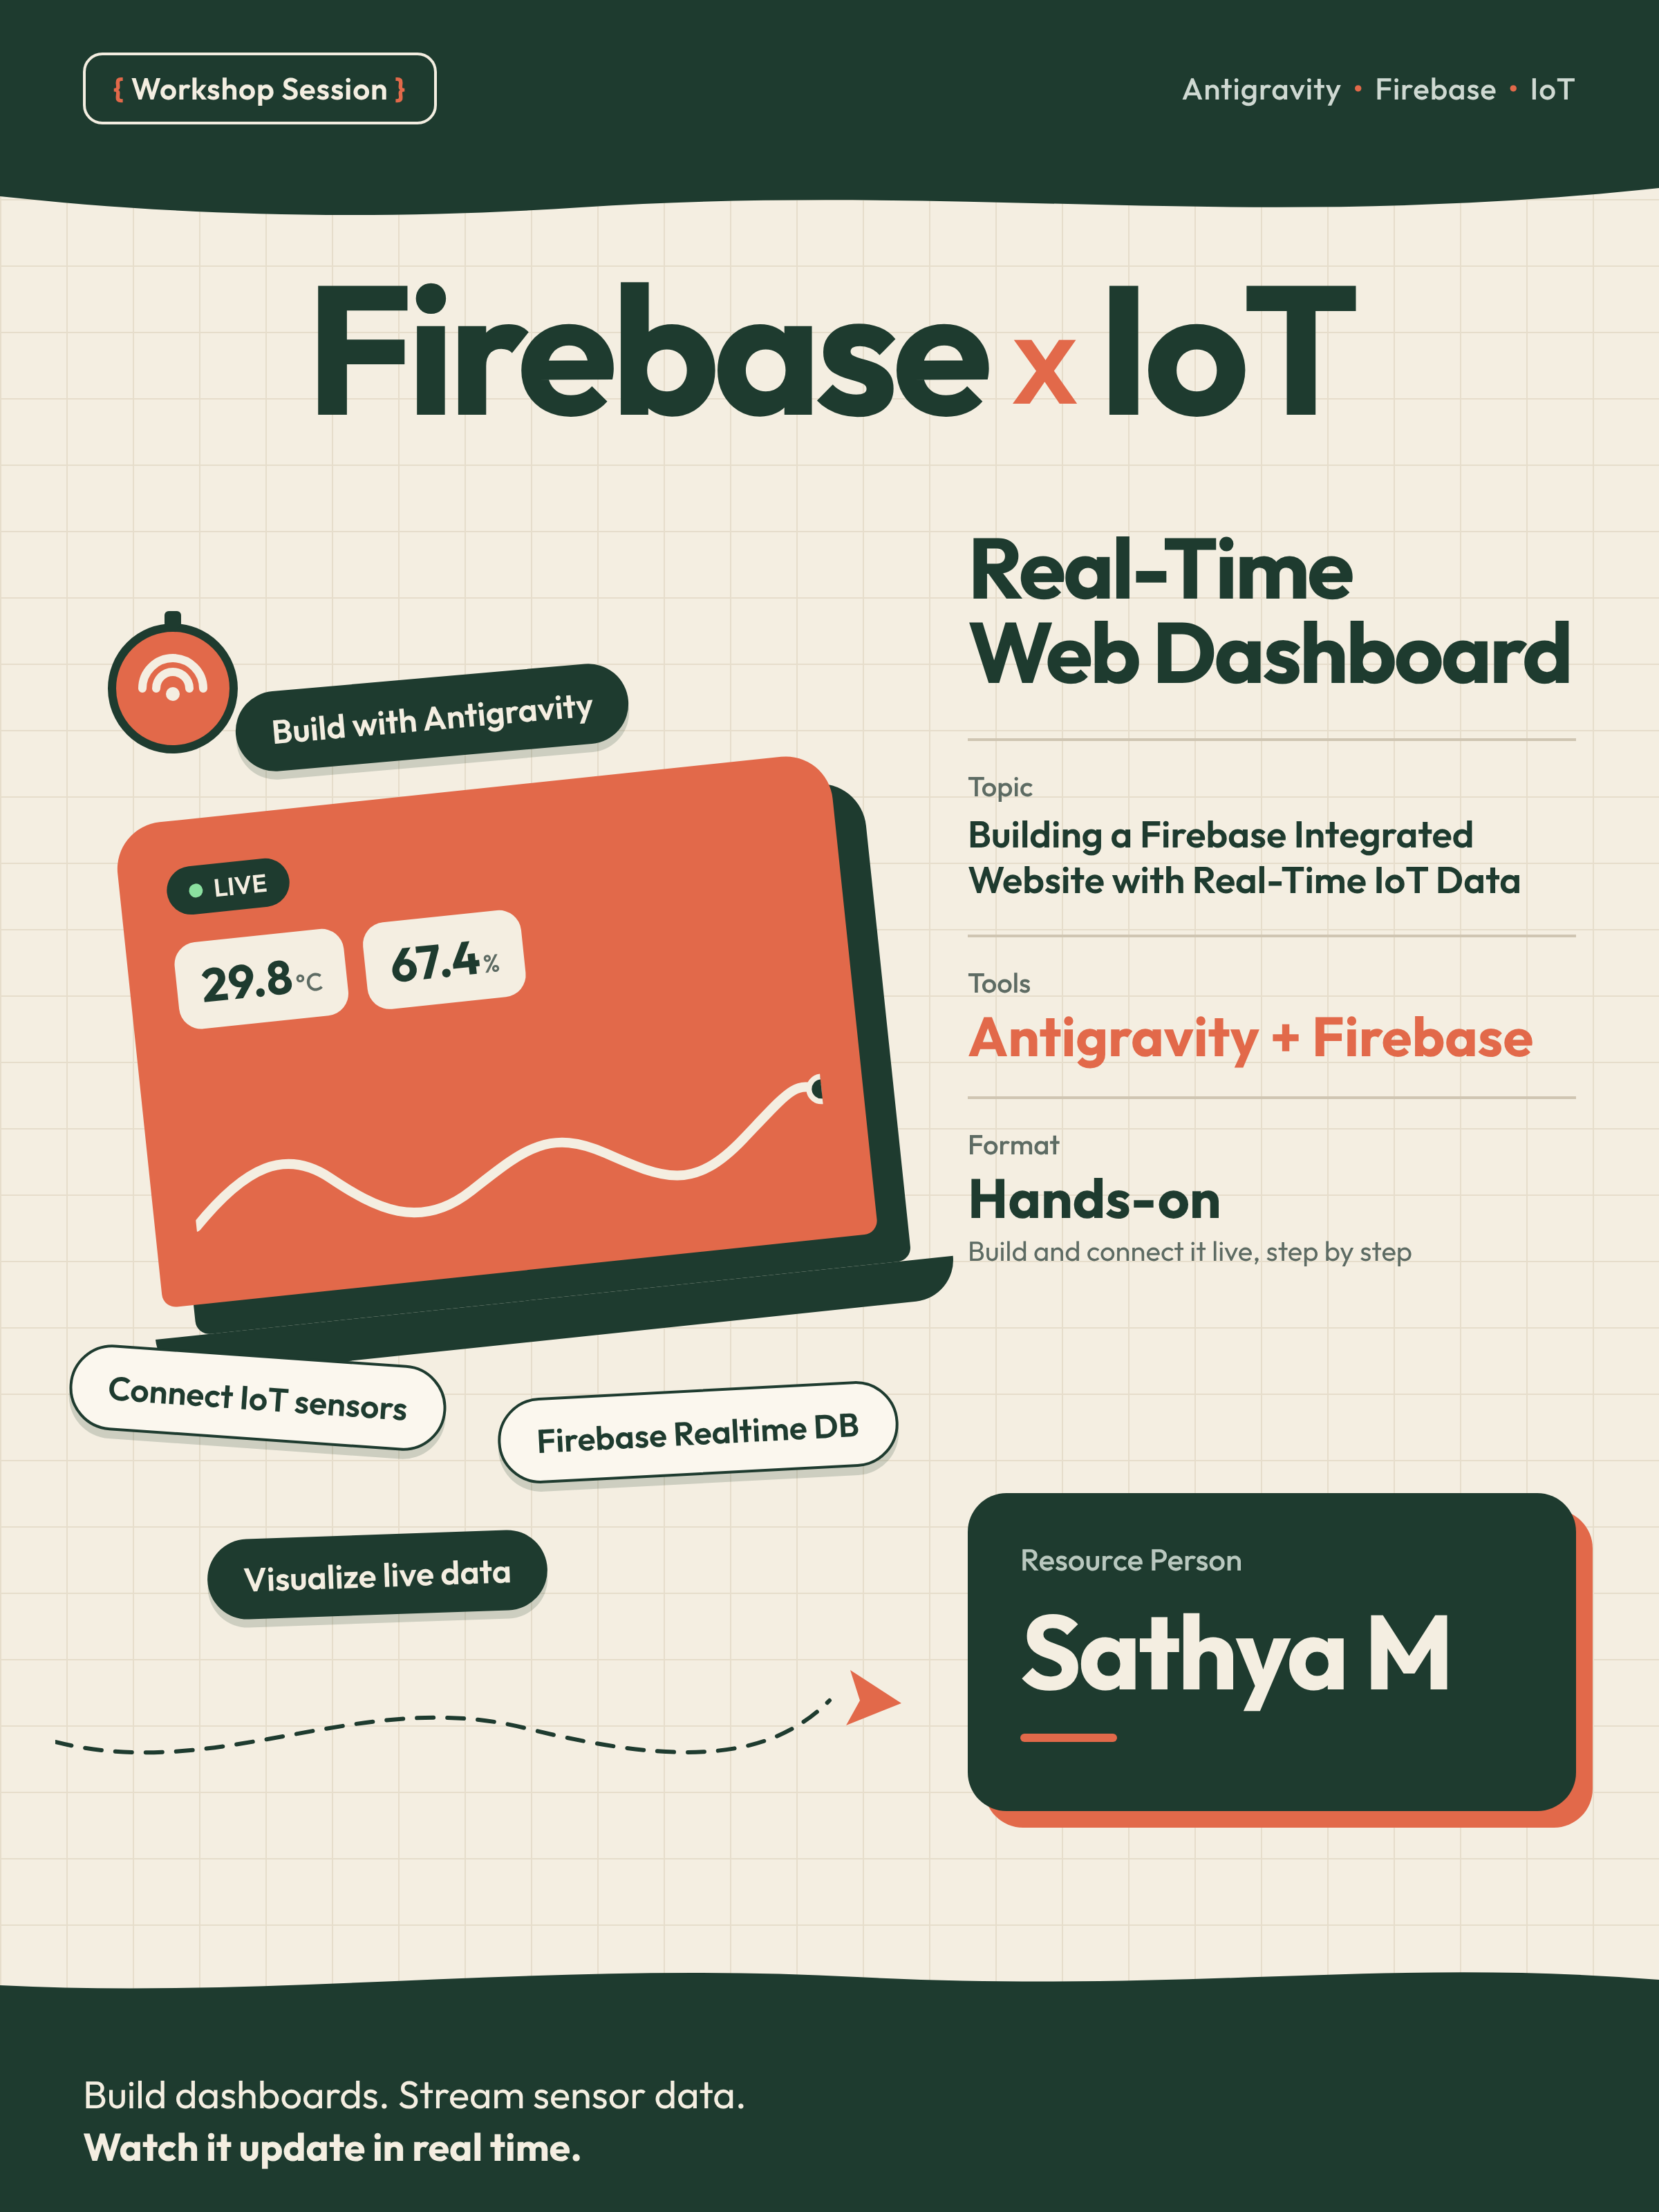 { Workshop Session }
Antigravity • Firebase • IoT
Firebase x IoT
Real-Time
Web Dashboard
Topic
Building a Firebase Integrated
Website with Real-Time IoT Data
Tools
Antigravity + Firebase
Format
Hands-on
Build and connect it live, step by step
Build with Antigravity
LIVE
29.8 °C
67.4 %
Connect IoT sensors
Firebase Realtime DB
Visualize live data
Resource Person
Sathya M
Build dashboards. Stream sensor data.
Watch it update in real time.